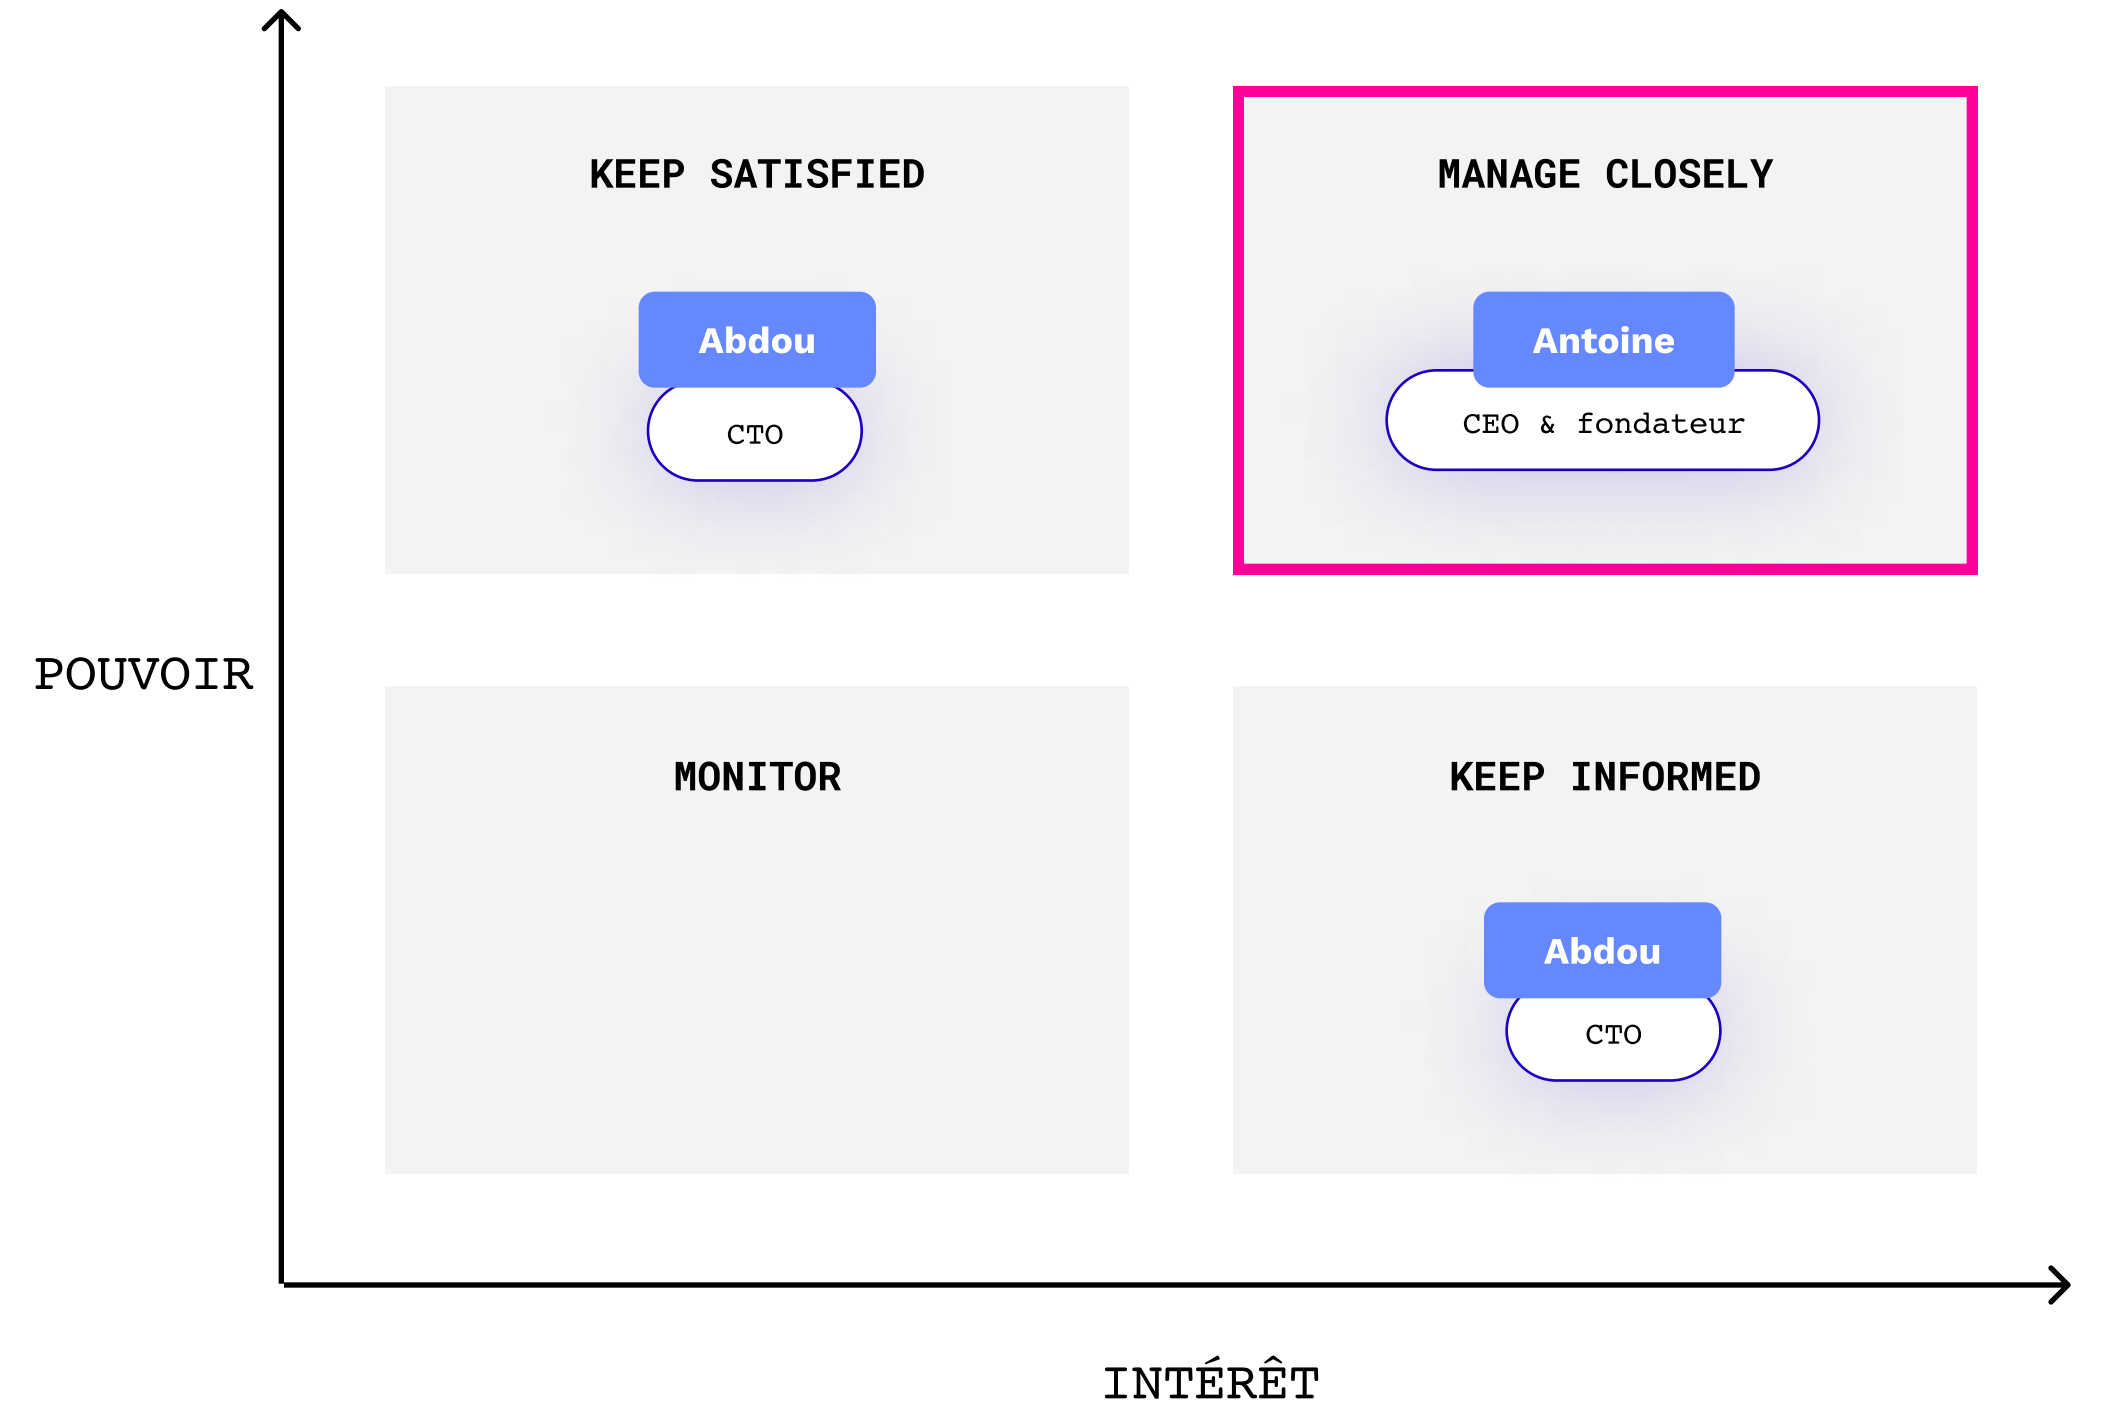 KEEP SATISFIED
MANAGE CLOSELY
Abdou
CTO
Antoine
CEO & fondateur
POUVOIR
MONITOR
KEEP INFORMED
Abdou
CTO
INTÉRÊT